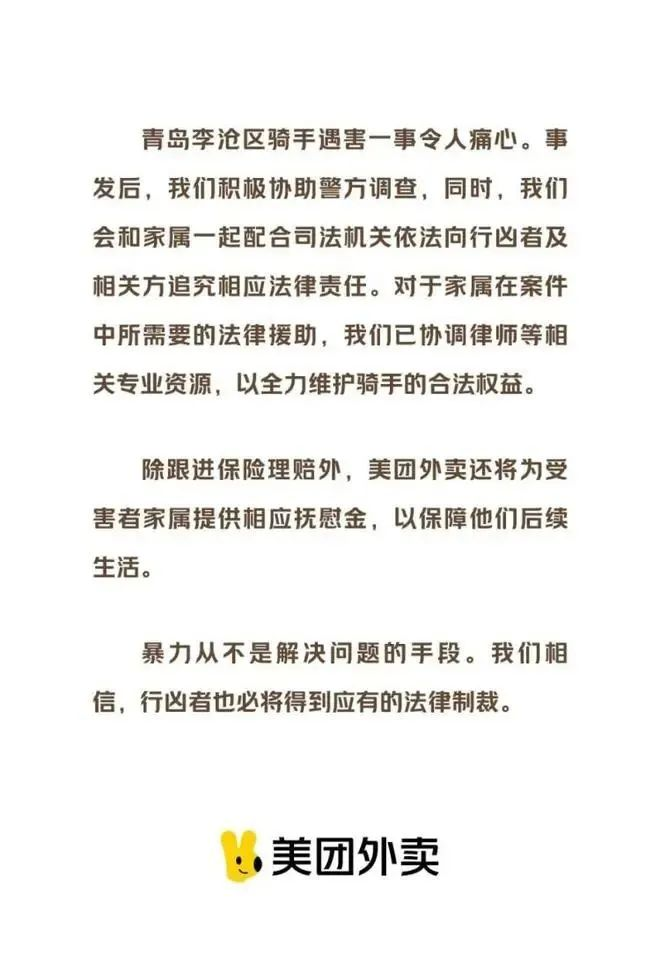 青岛李沧区骑手遇害一事令人痛心。事
发后，我们积极协助警方调查，同时，我们
会和家属一起配合司法机关依法向行凶者及
相关方追究相应法律责任。对于家属在案件
中所需要的法律援助，我们已协调律师等相
关专业资源，以全力维护骑手的合法权益。
除跟进保险理赔外，美团外卖还将为受
害者家属提供相应抚慰金，以保障他们后续
生活。
暴力从不是解决问题的手段。我们相
信，行凶者也必将得到应有的法律制裁。
美团外卖